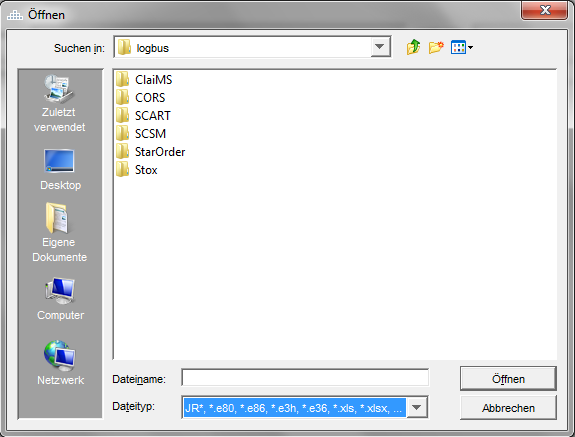 Öffnen
Suchen in:
logbus
Zuletzt
verwendet
Desktop
Eigene
Dokumente
Computer
Netzwerk
ClaiMS
CORS
SCART
SCSM
StarOrder
Stox
Dateiname:
Öffnen
Dateityp:
JR*, *.e80, *.e86, *.e3h, *.e36, *.xls, *.xlsx, ...
Abbrechen